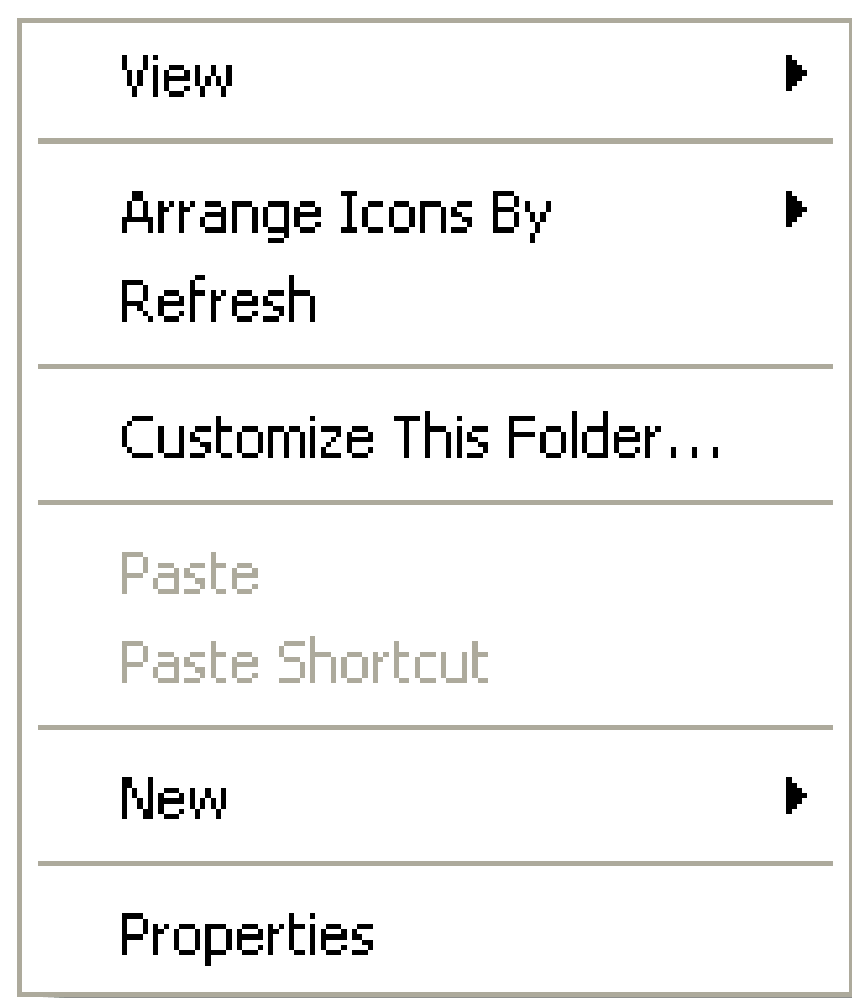 View
Arrange Icons By
Refresh
Customize This Folder...
Paste
Paste Shortcut
New
Properties